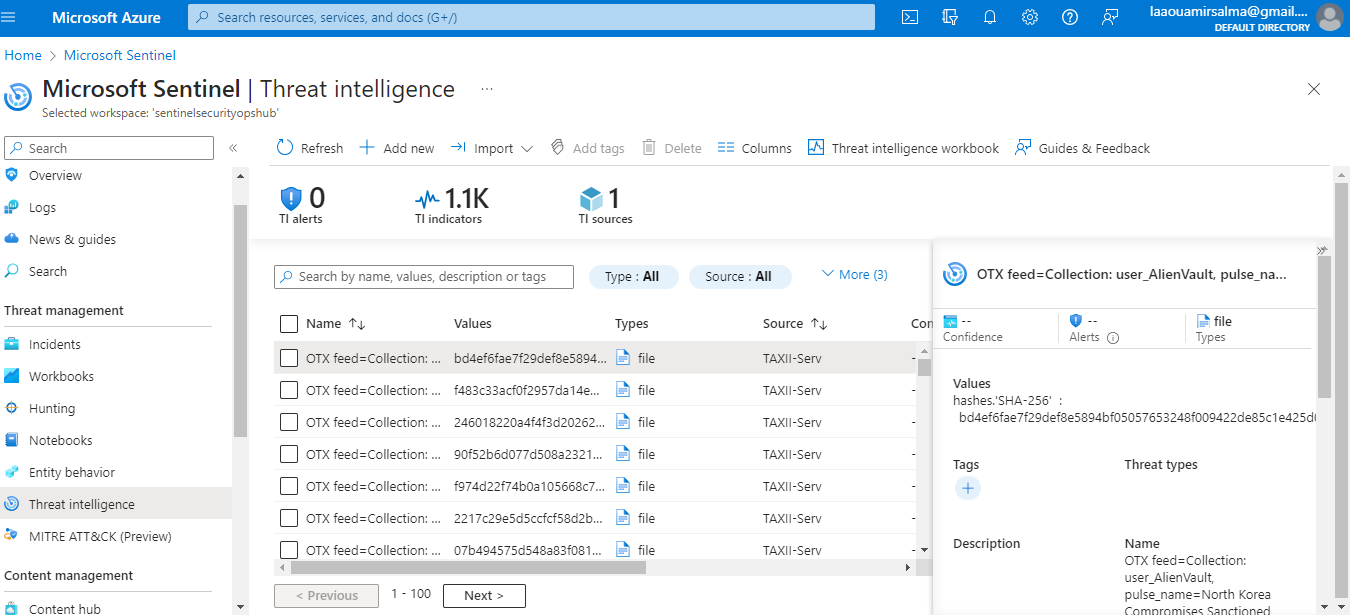 Microsoft Azure
Search resources, services, and docs (G+/)
laaouamirsalma@gmail....
DEFAULT DIRECTORY
Home > Microsoft Sentinel
Microsoft Sentinel | Threat intelligence ...
Selected workspace: 'sentinelsecurityopshub'
Search
«
Overview
Logs
News & guides
Search
Threat management
Incidents
Workbooks
Hunting
Notebooks
Entity behavior
Threat intelligence
MITRE ATT&CK (Preview)
Content management
Content hub
Refresh Add new Import Add tags Delete Columns Threat intelligence workbook Guides & Feedback
0 1.1K 1
TI alerts TI indicators TI sources
Search by name, values, description or tags Type : All Source : All More (3)
Name ↑↓ Values Types Source ↑↓ Con
OTX feed=Collection: ... bd4ef6fae7f29def8e5894... file TAXII-Serv -
OTX feed=Collection: ... f483c33acf0f2957da14e... file TAXII-Serv -
OTX feed=Collection: ... 246018220a4f4f3d20262... file TAXII-Serv -
OTX feed=Collection: ... 90f52b6d077d508a2321... file TAXII-Serv -
OTX feed=Collection: ... f974d22f74b0a105668c7... file TAXII-Serv -
OTX feed=Collection: ... 2217c29e5d5ccfcf58d2b... file TAXII-Serv -
OTX feed=Collection: ... 07b494575d548a83f081... file TAXII-Serv -
< Previous 1 - 100 Next >
OTX feed=Collection: user_AlienVault, pulse_na...
-- -- file
Confidence Alerts Types
Values
hashes.'SHA-256' :
bd4ef6fae7f29def8e5894bf05057653248f009422de85c1e425d
Tags Threat types
+
Description Name
OTX feed=Collection:
user_AlienVault,
pulse_name=North Korea
Compromises Sanctioned